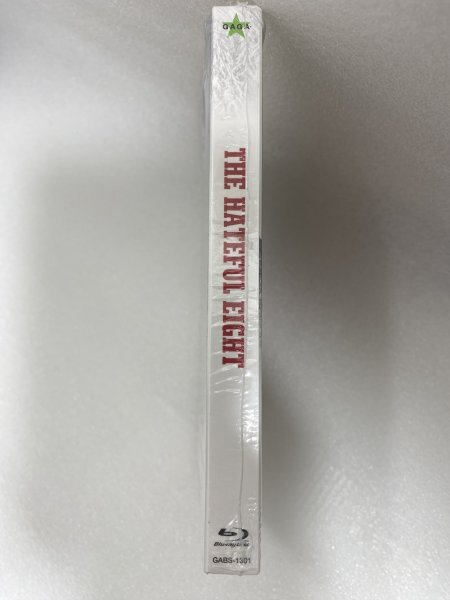 GAGA
THE HATEFUL EIGHT
Blu-ray Disc
GABS-1301